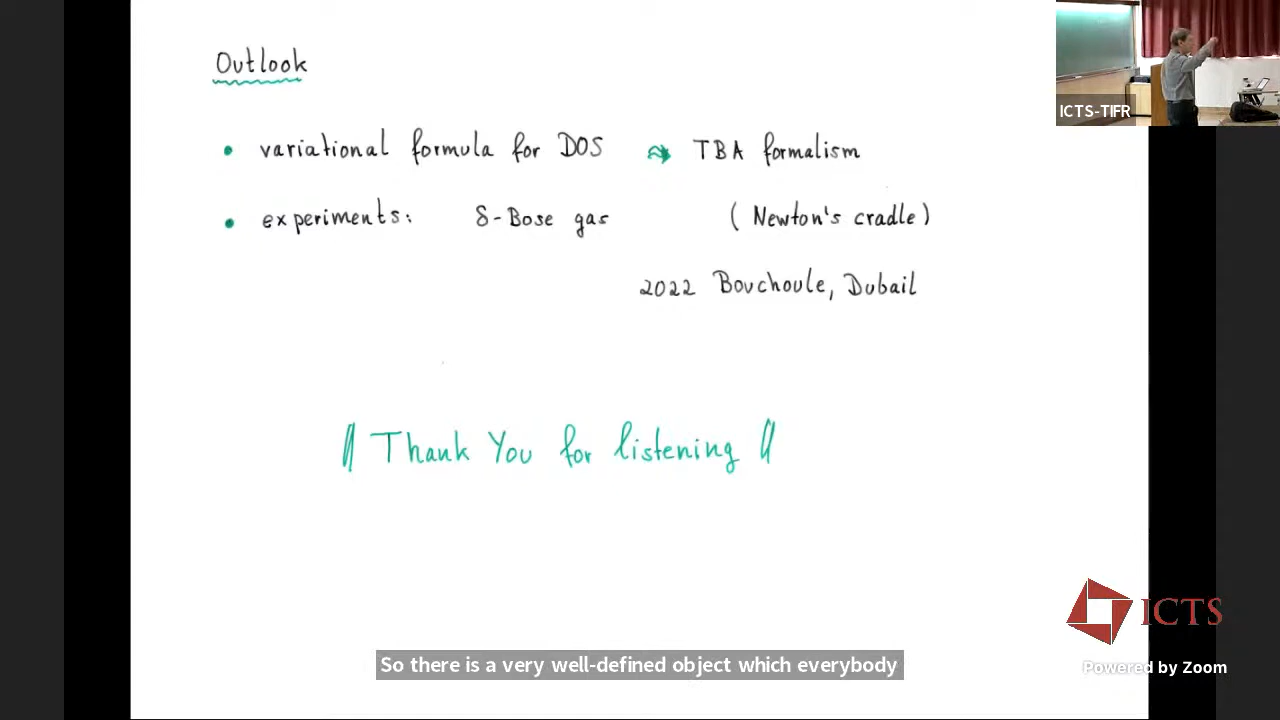 Outlook
ICTS-TIFR
• variational formula for DOS ⇝ TBA formalism
• experiments: δ-Bose gas (Newton's cradle)
2022 Bouchoule, Dubail
!! Thank You for listening !!
ICTS
So there is a very well-defined object which everybody
Powered by Zoom